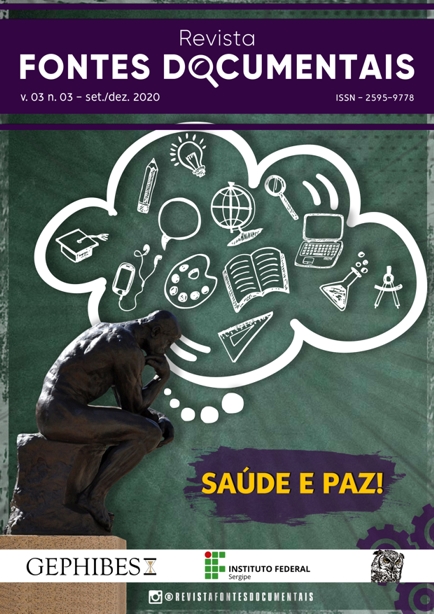 Revista
FONTES DOCUMENTAIS
v. 03 n. 03 – set./dez. 2020
ISSN – 2595-9778
SAÚDE E PAZ!
GEPHIBES
INSTITUTO FEDERAL
Sergipe
@REVISTAFONTESDOCUMENTAIS